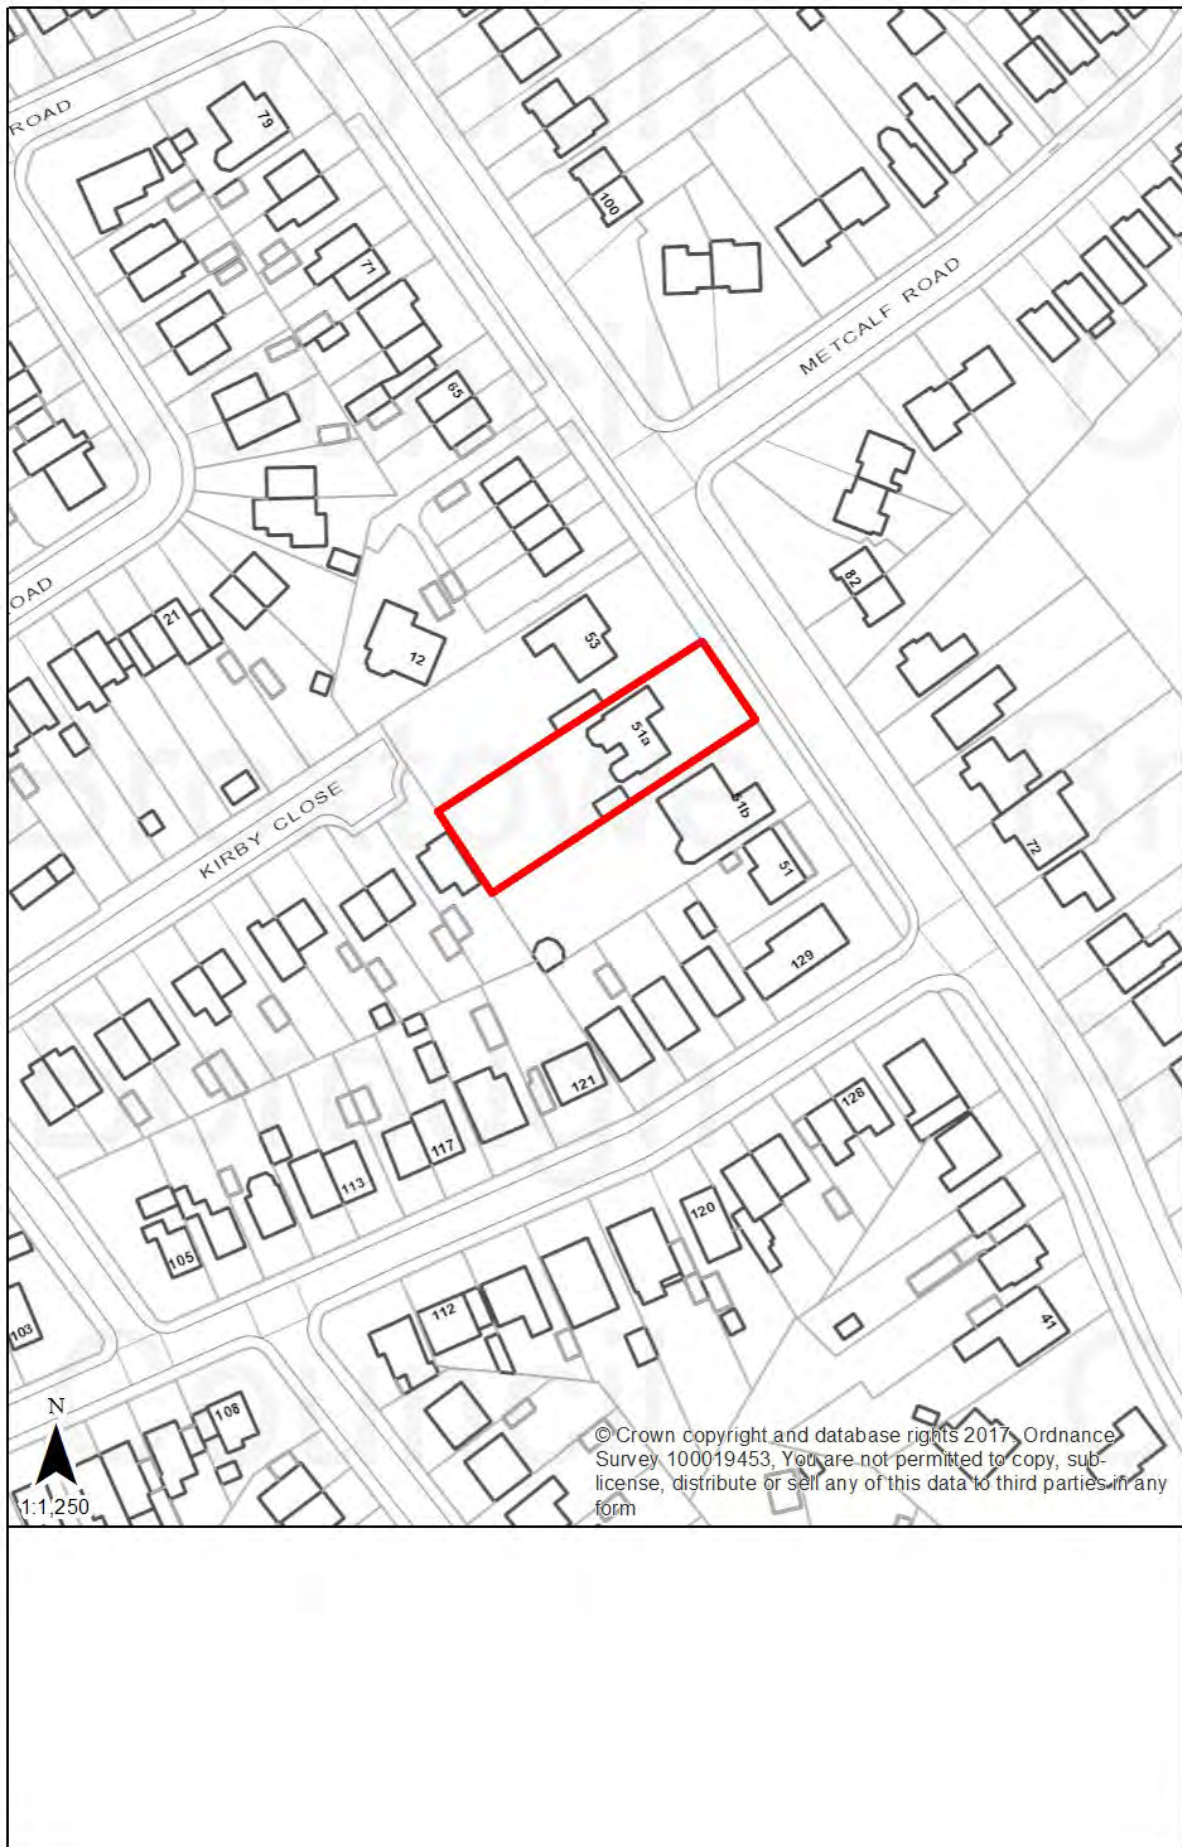 ROAD
79
100
71
METCALF ROAD
65
82
ROAD
21
53
12
51a
KIRBY CLOSE
51b
72
51
129
121
128
117
113
120
105
112
103
41
108
N
1:1,250
© Crown copyright and database rights 2017. Ordnance
Survey 100019453, You are not permitted to copy, sub-
license, distribute or sell any of this data to third parties in any
form